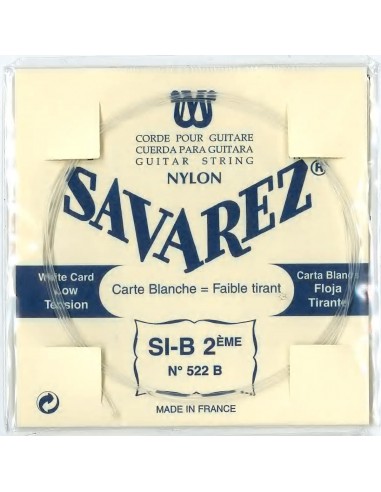 CORDE POUR GUITARE
CUERDA PARA GUITARA
GUITAR STRING
NYLON
SAVAREZ®
White Card
Low
Tension
Carte Blanche = Faible tirant
Carta Blanca
Floja
Tirante
SI-B 2ÈME
N° 522 B
MADE IN FRANCE